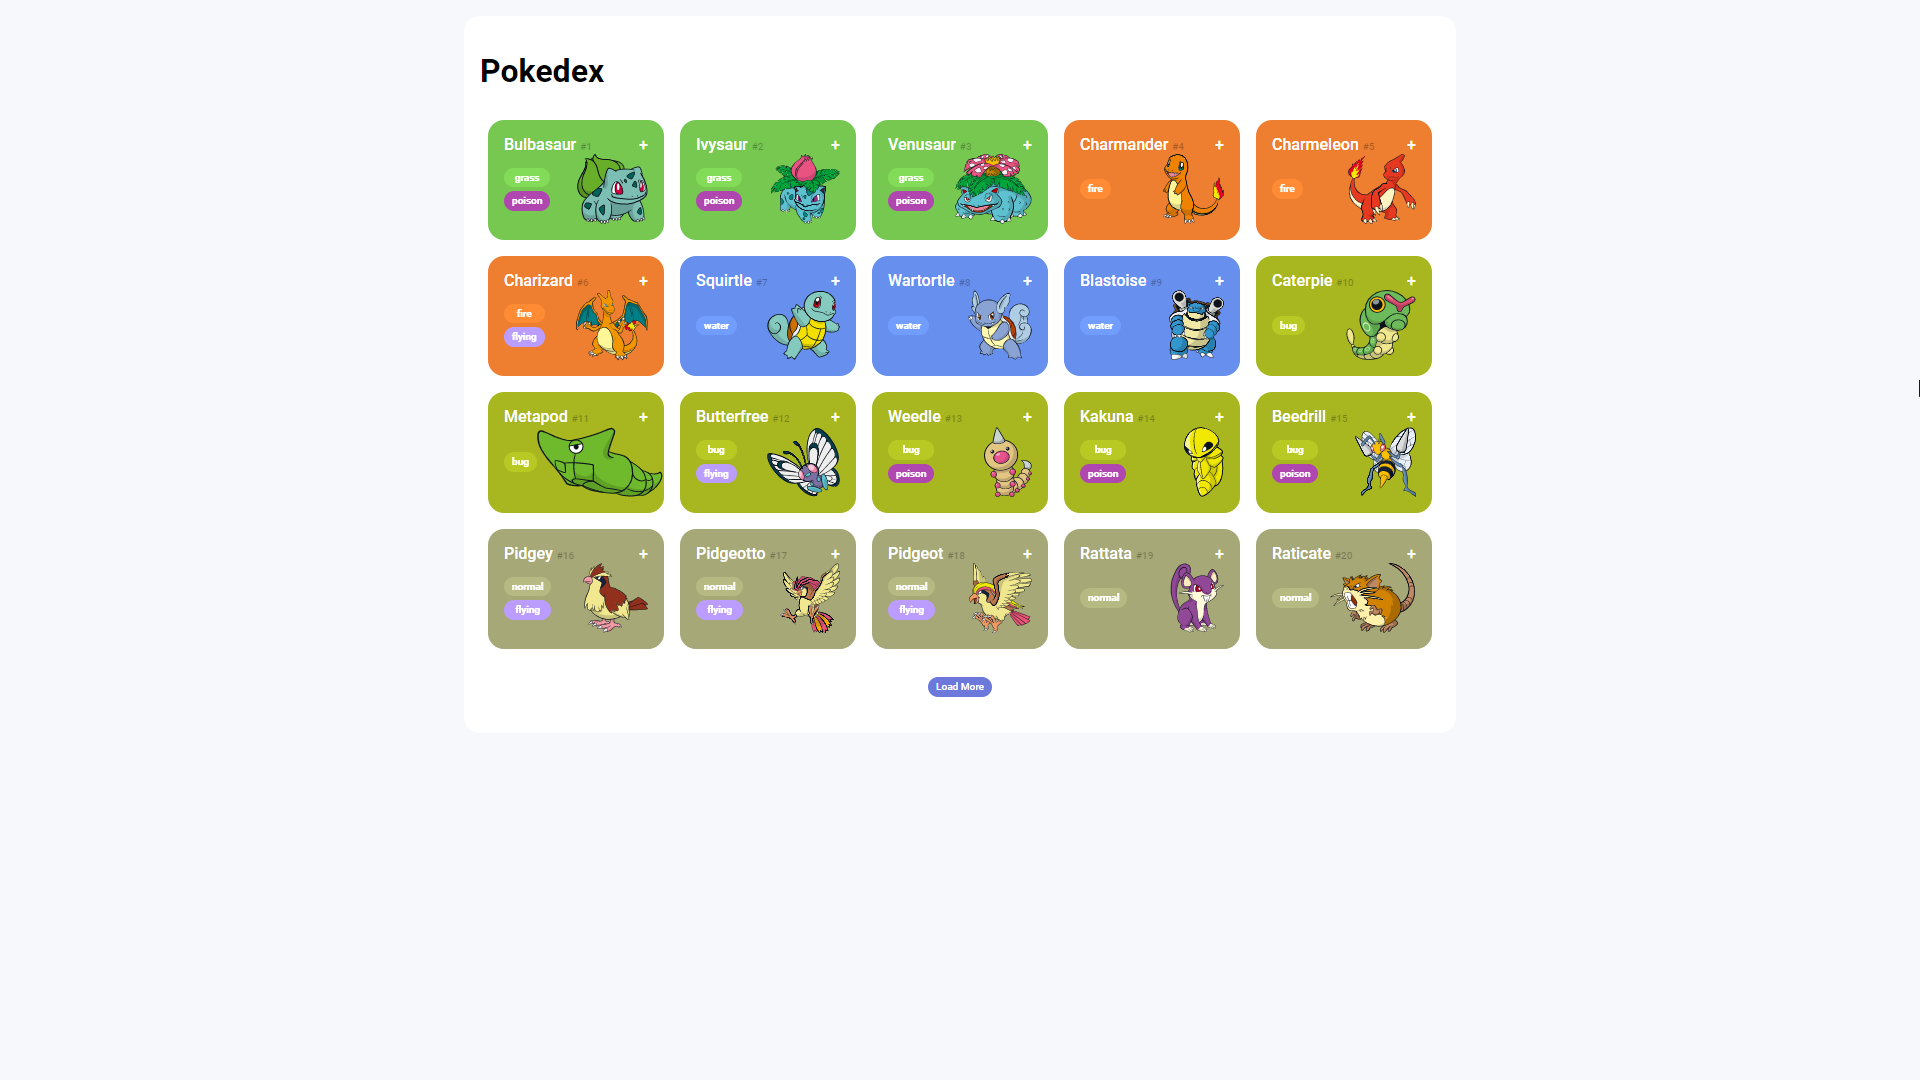 Pokedex
Bulbasaur #1 +
grass
poison
Ivysaur #2 +
grass
poison
Venusaur #3 +
grass
poison
Charmander #4 +
fire
Charmeleon #5 +
fire
Charizard #6 +
fire
flying
Squirtle #7 +
water
Wartortle #8 +
water
Blastoise #9 +
water
Caterpie #10 +
bug
Metapod #11 +
bug
Butterfree #12 +
bug
flying
Weedle #13 +
bug
poison
Kakuna #14 +
bug
poison
Beedrill #15 +
bug
poison
Pidgey #16 +
normal
flying
Pidgeotto #17 +
normal
flying
Pidgeot #18 +
normal
flying
Rattata #19 +
normal
Raticate #20 +
normal
Load More